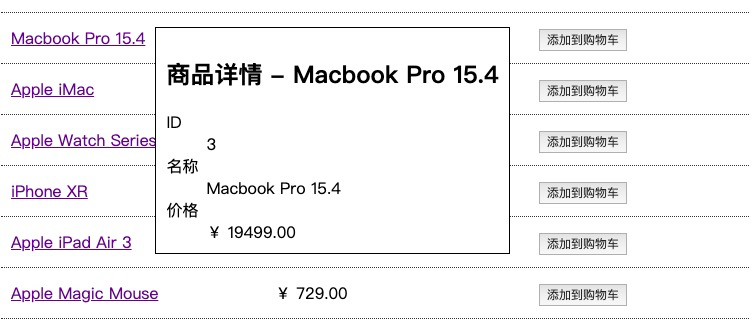 Macbook Pro 15.4
添加到购物车
商品详情 – Macbook Pro 15.4
Apple iMac
添加到购物车
ID
Apple Watch Series
3
添加到购物车
名称
iPhone XR
Macbook Pro 15.4
添加到购物车
价格
¥ 19499.00
Apple iPad Air 3
添加到购物车
Apple Magic Mouse
¥ 729.00
添加到购物车